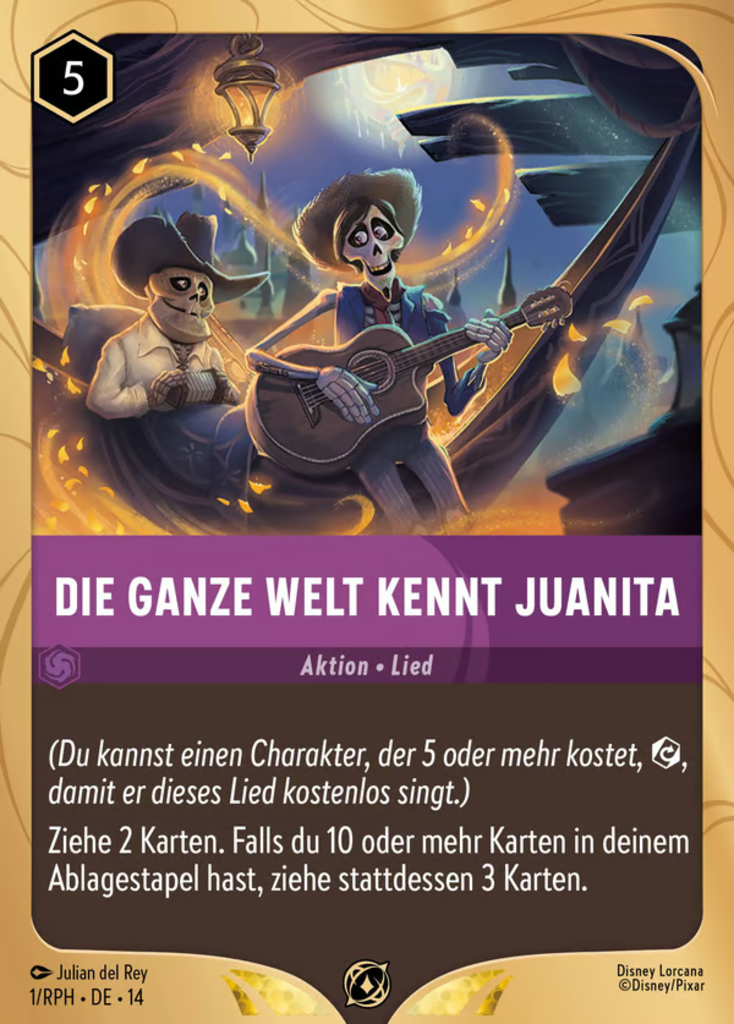 5
DIE GANZE WELT KENNT JUANITA
Aktion • Lied
(Du kannst einen Charakter, der 5 oder mehr kostet, ,
damit er dieses Lied kostenlos singt.)
Ziehe 2 Karten. Falls du 10 oder mehr Karten in deinem
Ablagestapel hast, ziehe stattdessen 3 Karten.
Julian del Rey
1/RPH • DE • 14
Disney Lorcana
©Disney/Pixar